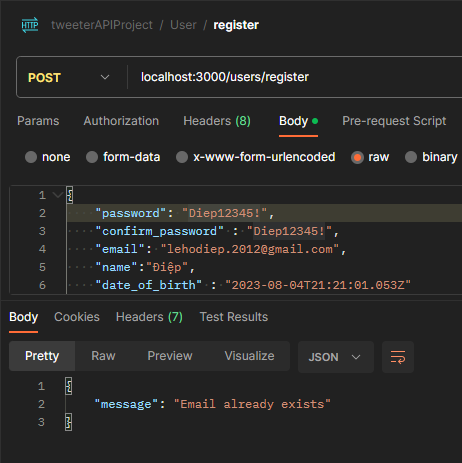 HTTP tweeterAPIProject / User / register
POST localhost:3000/users/register
Params Authorization Headers (8) Body Pre-request Script
none form-data x-www-form-urlencoded raw binary
1 {
2 "password": "Diep12345!",
3 "confirm_password" : "Diep12345!",
4 "email": "lehodiep.2012@gmail.com",
5 "name":"Điệp",
6 "date_of_birth" : "2023-08-04T21:21:01.053Z"
Body Cookies Headers (7) Test Results
Pretty Raw Preview Visualize JSON
1 {
2 "message": "Email already exists"
3 }